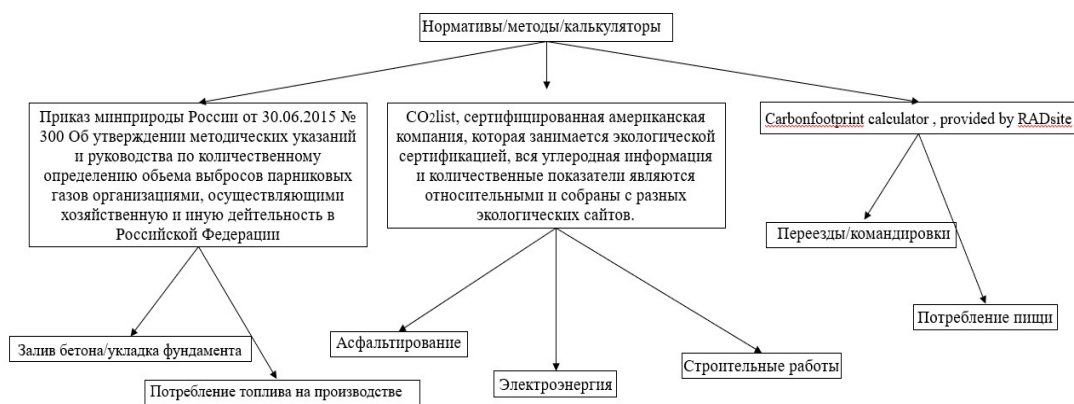 Нормативы/методы/калькуляторы
Приказ минприроды России от 30.06.2015 №
300 Об утверждении методических указаний
и руководства по количественному
определению обьема выбросов парниковых
газов организациями, осуществляющими
хозяйственную и иную дейтельность в
Российской Федерации
CO2list, сертифицированная американская
компания, которая занимается экологической
сертификацией, вся углеродная информация
и количественные показатели являются
относительными и собраны с разных
экологических сайтов.
Carbonfootprint calculator , provided by RADsite
Переезды/командировки
Потребление пищи
Асфальтирование
Строительные работы
Электроэнергия
Залив бетона/укладка фундамента
Потребление топлива на производстве